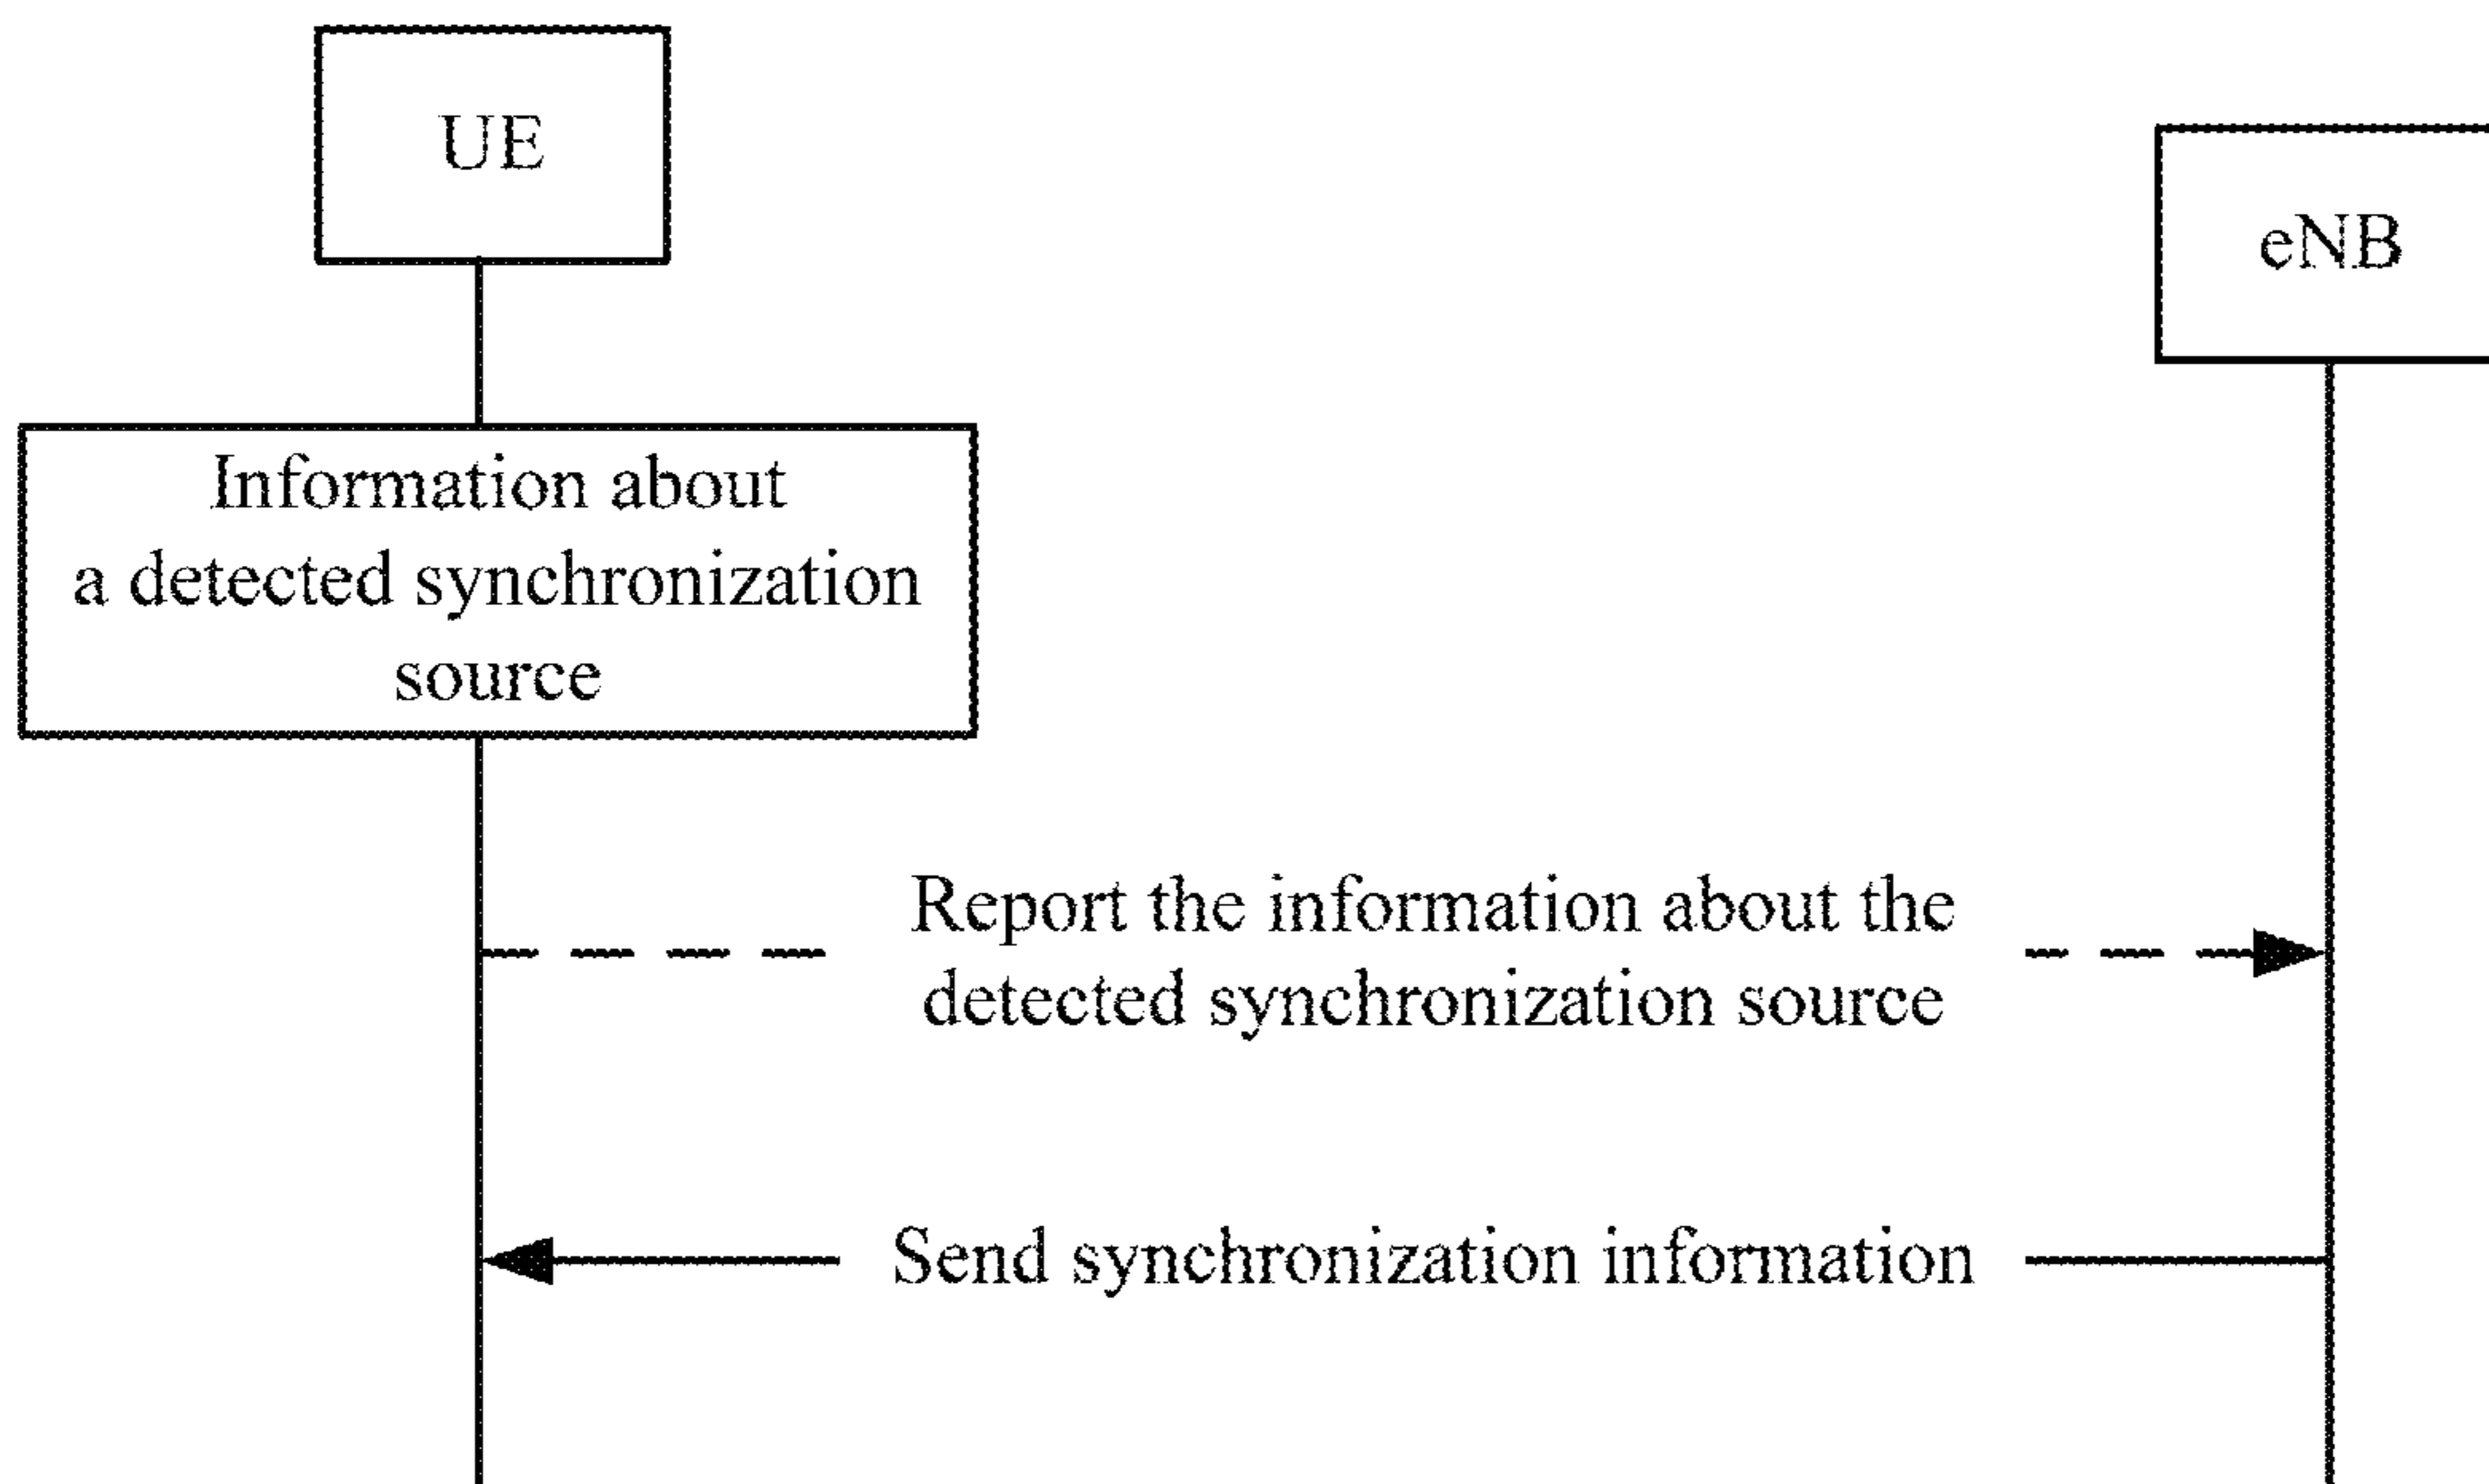 UE
eNB
Information about
a detected synchronization
source
Report the information about the
detected synchronization source
Send synchronization information